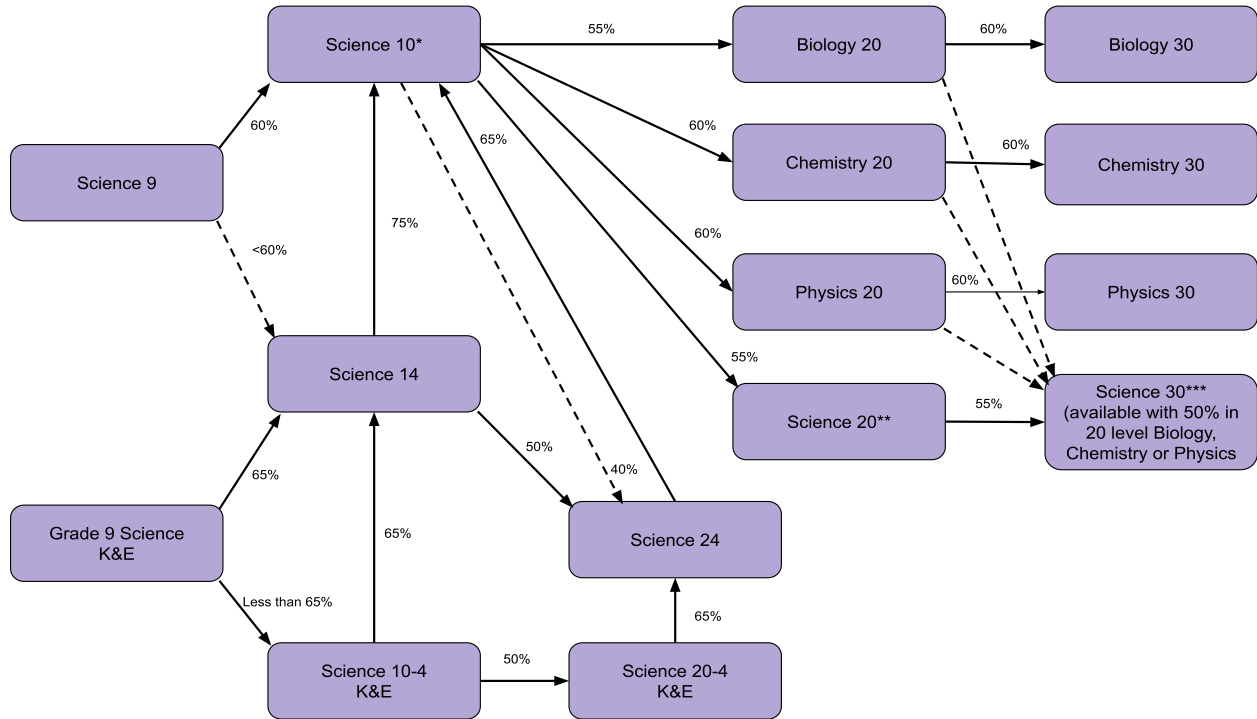 Science 10*
55%
Biology 20
60%
Biology 30
60%
65%
60%
Chemistry 20
60%
Chemistry 30
Science 9
<60%
75%
60%
Physics 20
60%
Physics 30
Science 14
55%
Science 20**
55%
Science 30***
(available with 50% in
20 level Biology,
Chemistry or Physics
50%
40%
65%
Grade 9 Science
K&E
65%
Science 24
Less than 65%
65%
Science 10-4
K&E
50%
Science 20-4
K&E